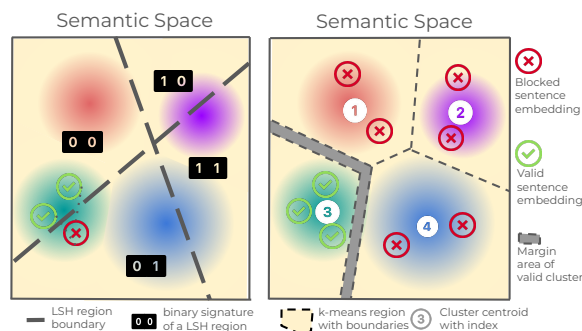 Semantic Space
Semantic Space
1 0
0 0
1 1
0 1
1
2
3
4
Blocked
sentence
embedding
Valid
sentence
embedding
Margin
area of
valid cluster
LSH region
boundary
0 0
binary signature
of a LSH region
k-means region
with boundaries
3
Cluster centroid
with index